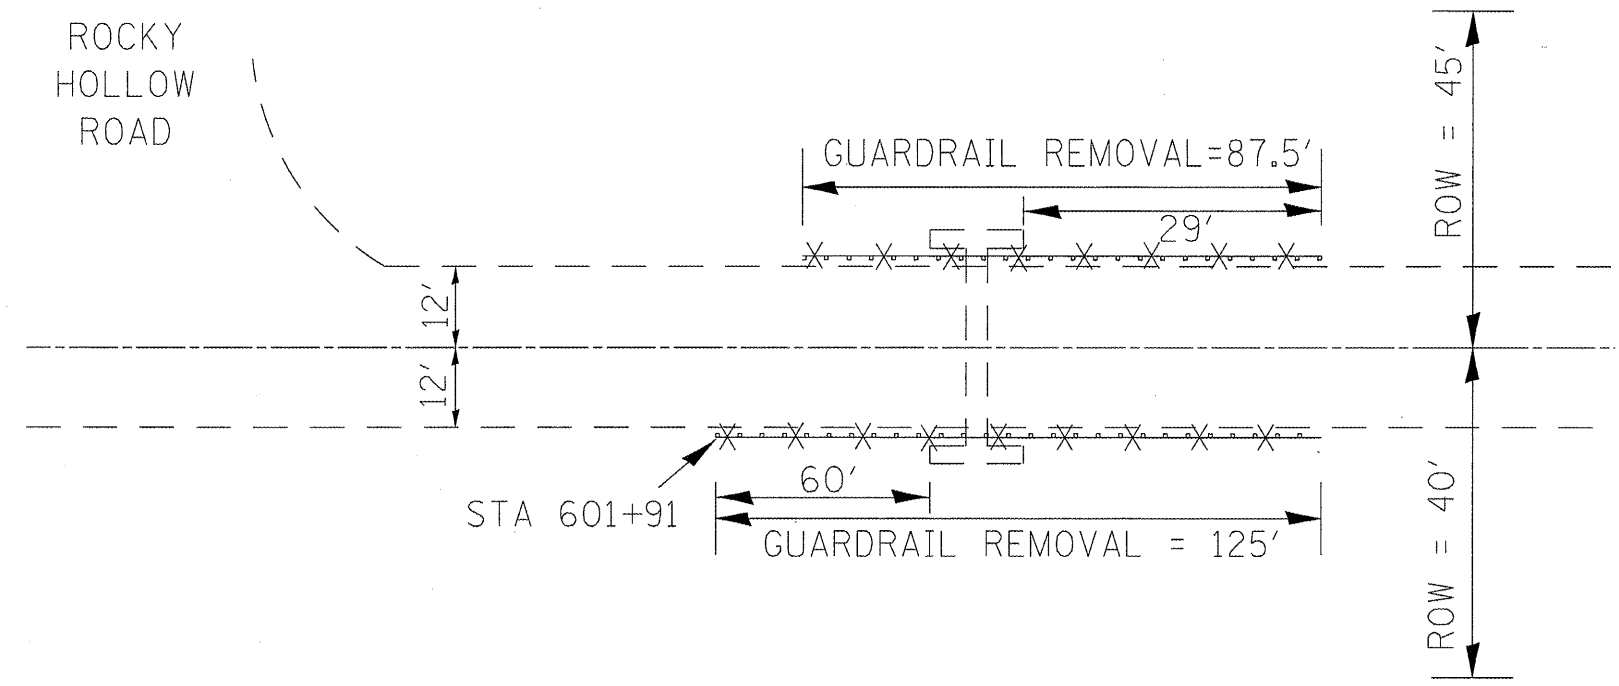 ROCKY
HOLLOW
ROAD
ROW = 45'
GUARDRAIL REMOVAL=87.5'
29'
12'
12'
60'
STA 601+91
GUARDRAIL REMOVAL = 125'
ROW = 40'